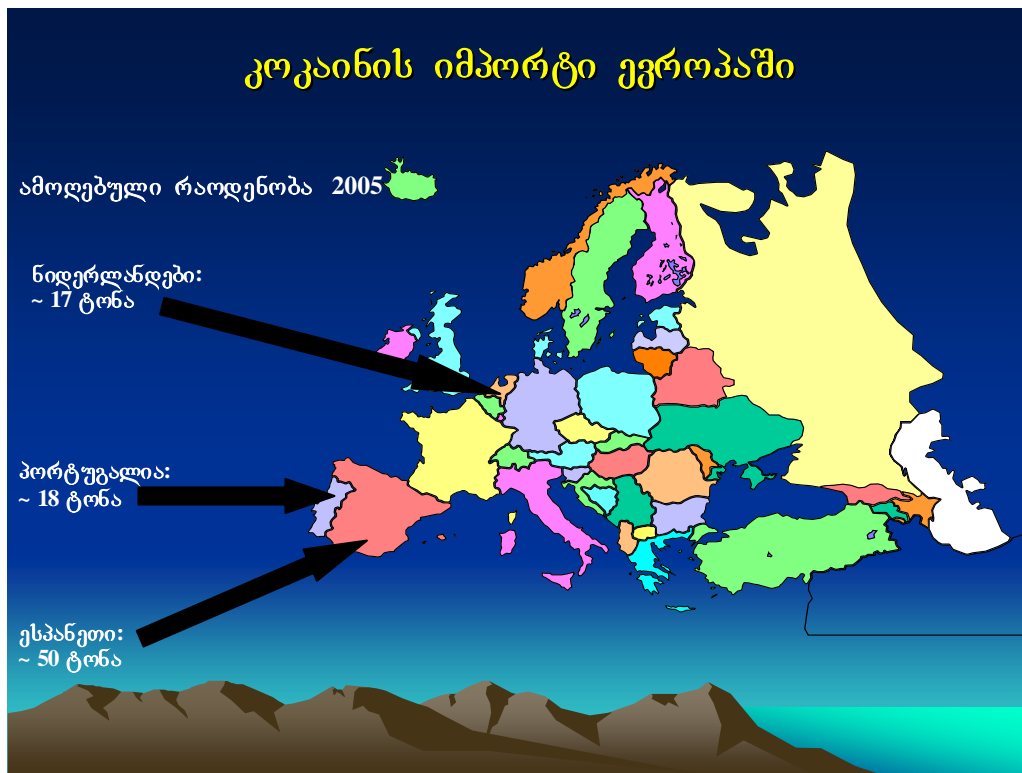 კოკაინის იმპორტი ევროპაში
ამოღებული რაოდენობა 2005
ნიდერლანდები:
~ 17 ტონა
პორტუგალია:
~ 18 ტონა
ესპანეთი:
~ 50 ტონა